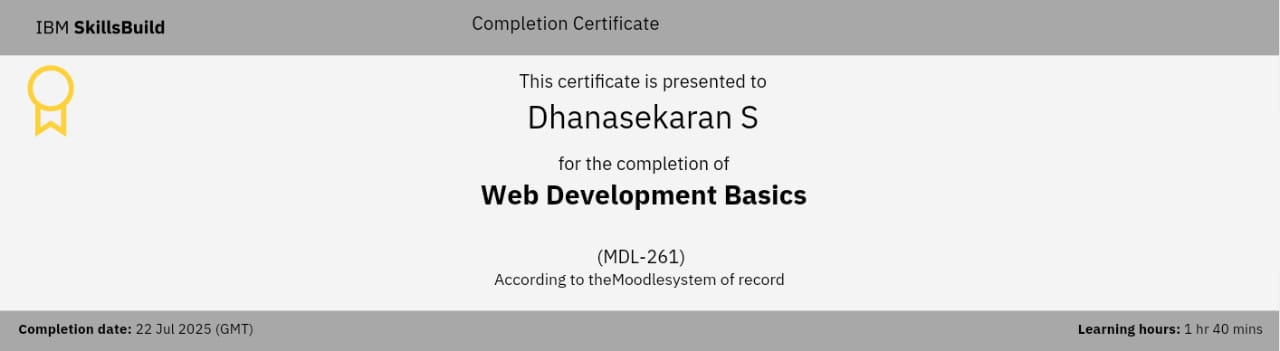 IBM SkillsBuild
Completion Certificate
This certificate is presented to
Dhanasekaran S
for the completion of
Web Development Basics
(MDL-261)
According to theMoodlesystem of record
Completion date: 22 Jul 2025 (GMT)
Learning hours: 1 hr 40 mins